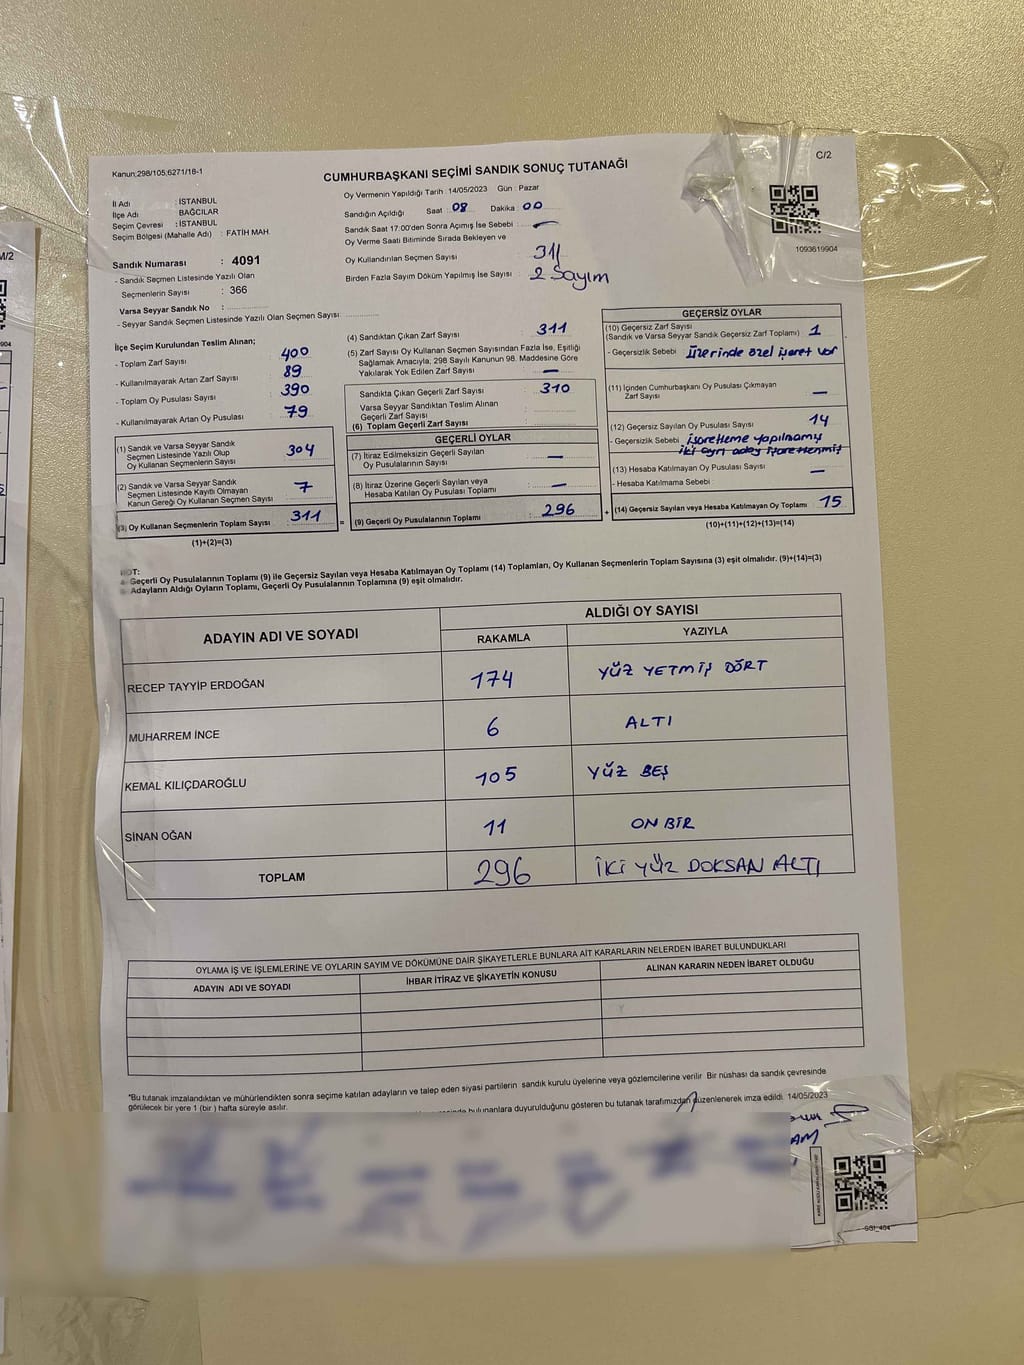 Kanun;298/105;6271/16-1
CUMHURBAŞKANI SEÇİMİ SANDIK SONUÇ TUTANAĞI
C/2
1093619904
İl Adı : İSTANBUL
İlçe Adı : BAĞCILAR
Seçim Çevresi : İSTANBUL
Seçim Bölgesi (Mahalle Adı) : FATİH MAH.
Sandık Numarası : 4091
- Sandık Seçmen Listesinde Yazılı Olan
Seçmenlerin Sayısı : 366
Varsa Seyyar Sandık No :
- Seyyar Sandık Seçmen Listesinde Yazılı Olan Seçmen Sayısı:
Oy Vermenin Yapıldığı Tarih : 14/05/2023 Gün : Pazar
Sandığın Açıldığı Saat 08 Dakika 00
Sandık Saat 17:00'den Sonra Açımış İse Sebebi : —
Oy Verme Saati Bitiminde Sırada Bekleyen ve
Oy Kullandırılan Seçmen Sayısı 311
Birden Fazla Sayım Döküm Yapılmış İse Sayısı : 2 Sayım
İlçe Seçim Kurulundan Teslim Alınan;
- Toplam Zarf Sayısı : 400
- Kullanılmayarak Artan Zarf Sayısı : 89
- Toplam Oy Pusulası Sayısı : 390
- Kullanılmayarak Artan Oy Pusulası : 79
(1) Sandık ve Varsa Seyyar Sandık
Seçmen Listesinde Yazılı Olup
Oy Kullanan Seçmenlerin Sayısı 304
(2) Sandık ve Varsa Seyyar Sandık
Seçmen Listesinde Kayıtlı Olmayan
Kanun Gereği Oy Kullanan Seçmen Sayısı : 7
(3) Oy Kullanan Seçmenlerin Toplam Sayısı 311
(1)+(2)=(3)
=
(4) Sandıktan Çıkan Zarf Sayısı : 311
(5) Zarf Sayısı Oy Kullanan Seçmen Sayısından Fazla İse, Eşitliği
Sağlamak Amacıyla; 298 Sayılı Kanunun 98. Maddesine Göre
Yakılarak Yok Edilen Zarf Sayısı : —
Sandıkta Çıkan Geçerli Zarf Sayısı : 310
Varsa Seyyar Sandıktan Teslim Alınan
Geçerli Zarf Sayısı :
(6) Toplam Geçerli Zarf Sayısı :
GEÇERLİ OYLAR
(7) İtiraz Edilmeksizin Geçerli Sayılan
Oy Pusulalarının Sayısı : —
(8) İtiraz Üzerine Geçerli Sayılan veya
Hesaba Katılan Oy Pusulası Toplamı : —
(9) Geçerli Oy Pusulalarının Toplamı : 296
+
GEÇERSİZ OYLAR
(10) Geçersiz Zarf Sayısı
(Sandık ve Varsa Seyyar Sandık Geçersiz Zarf Toplamı) : 1
- Geçersizlik Sebebi : Üzerinde özel işaret var
(11) İçinden Cumhurbaşkanı Oy Pusulası Çıkmayan
Zarf Sayısı : —
(12) Geçersiz Sayılan Oy Pusulası Sayısı : 14
- Geçersizlik Sebebi : işaretleme yapılmamış
iki ayrı aday işaretlenmiş
(13) Hesaba Katılmayan Oy Pusulası Sayısı : —
- Hesaba Katılmama Sebebi :
(14) Geçersiz Sayılan veya Hesaba Katılmayan Oy Toplamı 15
(10)+(11)+(12)+(13)=(14)
NOT:
Geçerli Oy Pusulalarının Toplamı (9) ile Geçersiz Sayılan veya Hesaba Katılmayan Oy Toplamı (14) Toplamları, Oy Kullanan Seçmenlerin Toplam Sayısına (3) eşit olmalıdır. (9)+(14)=(3)
Adayların Aldığı Oyların Toplamı, Geçerli Oy Pusulalarının Toplamına (9) eşit olmalıdır.
ADAYIN ADI VE SOYADI
ALDIĞI OY SAYISI
RAKAMLA YAZIYLA
RECEP TAYYİP ERDOĞAN 174 YÜZ YETMİŞ DÖRT
MUHARREM İNCE 6 ALTI
KEMAL KILIÇDAROĞLU 105 YÜZ BEŞ
SİNAN OĞAN 11 ON BİR
TOPLAM 296 İKİ YÜZ DOKSAN ALTI
OYLAMA İŞ VE İŞLEMLERİNE VE OYLARIN SAYIM VE DÖKÜMÜNE DAİR ŞİKAYETLERLE BUNLARA AİT KARARLARIN NELERDEN İBARET BULUNDUKLARI
ADAYIN ADI VE SOYADI İHBAR İTİRAZ VE ŞİKAYETİN KONUSU ALINAN KARARIN NEDEN İBARET OLDUĞU
*Bu tutanak imzalandıktan ve mühürlendikten sonra seçime katılan adayların ve talep eden siyasi partilerin sandık kurulu üyelerine veya gözlemcilerine verilir Bir nüshası da sandık çevresinde
görülecek bir yere 1 (bir ) hafta süreyle asılır.
bulunanlara duyurulduğunu gösteren bu tutanak tarafımızdan düzenlenerek imza edildi. 14/05/2023